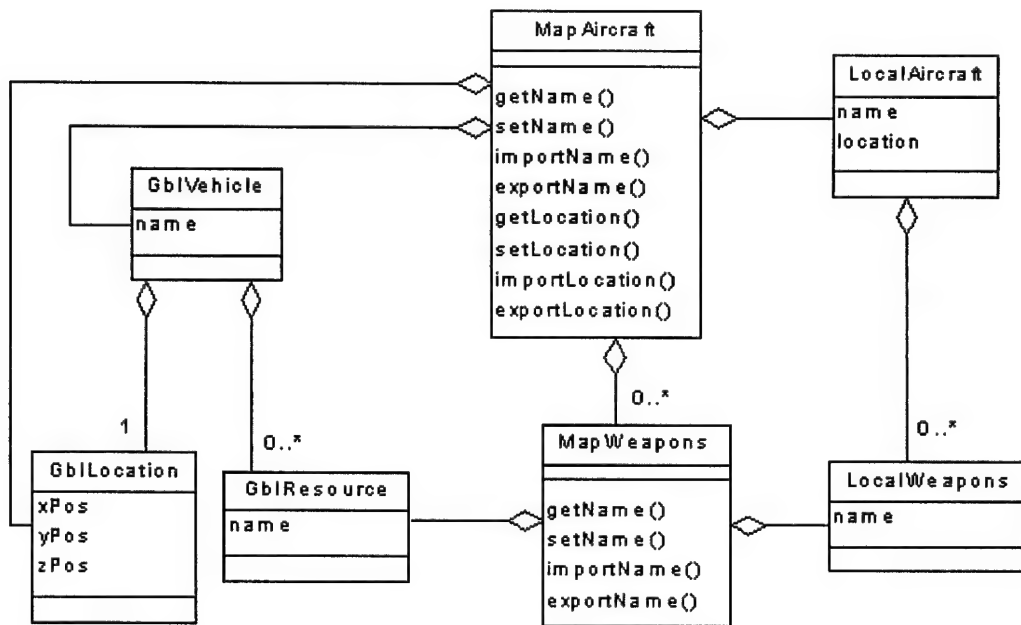 MapAircraft
getName()
setName()
importName()
exportName()
getLocation()
setLocation()
importLocation()
exportLocation()
LocalAircraft
name
location
GblVehicle
name
1
0..*
0..*
0..*
GblLocation
xPos
yPos
zPos
GblResource
name
MapWeapons
getName()
setName()
importName()
exportName()
LocalWeapons
name